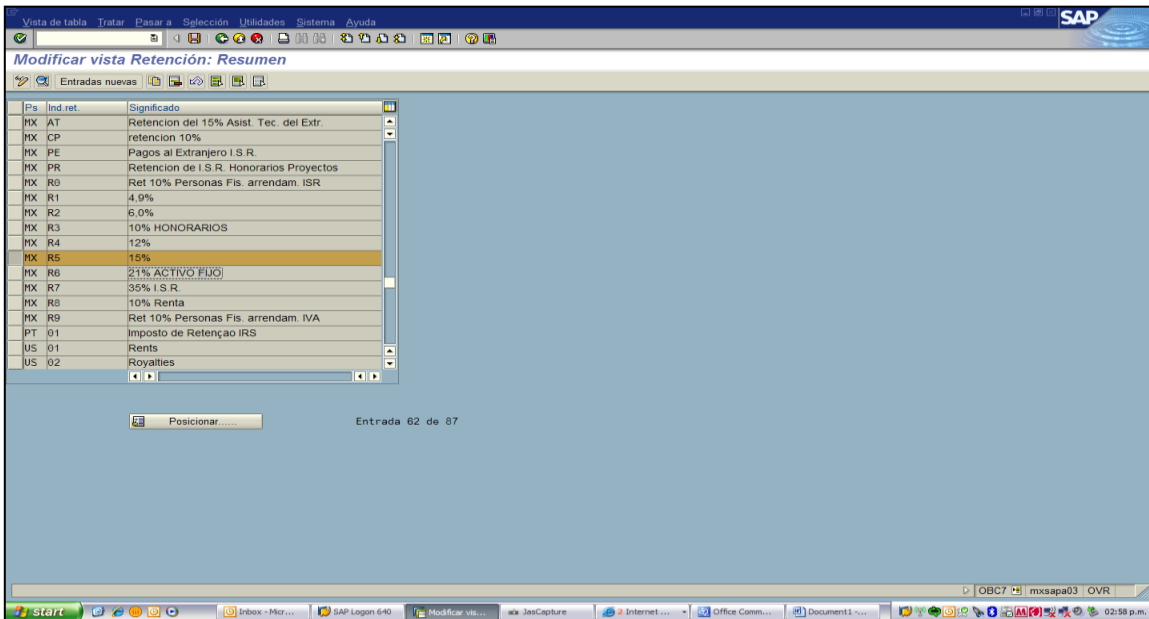 Vista de tabla Tratar Pasar a Selección Utilidades Sistema Ayuda
SAP
Modificar vista Retención: Resumen
Entradas nuevas
Ps Ind.ret. Significado
MX AT Retencion del 15% Asist. Tec. del Extr.
MX CP retencion 10%
MX PE Pagos al Extranjero I.S.R.
MX PR Retencion de I.S.R. Honorarios Proyectos
MX R0 Ret 10% Personas Fis. arrendam. ISR
MX R1 4,9%
MX R2 6,0%
MX R3 10% HONORARIOS
MX R4 12%
MX R5 15%
MX R6 21% ACTIVO FIJO
MX R7 35% I.S.R.
MX R8 10% Renta
MX R9 Ret 10% Personas Fis. arrendam. IVA
PT 01 Imposto de Retençao IRS
US 01 Rents
US 02 Royalties
Posicionar...... Entrada 62 de 87
OBC7 mxsapa03 OVR
start Inbox - Micr... SAP Logon 640 Modificar vis... JasCapture 2 Internet ... Office Comm... Document1 -... 02:58 p.m.